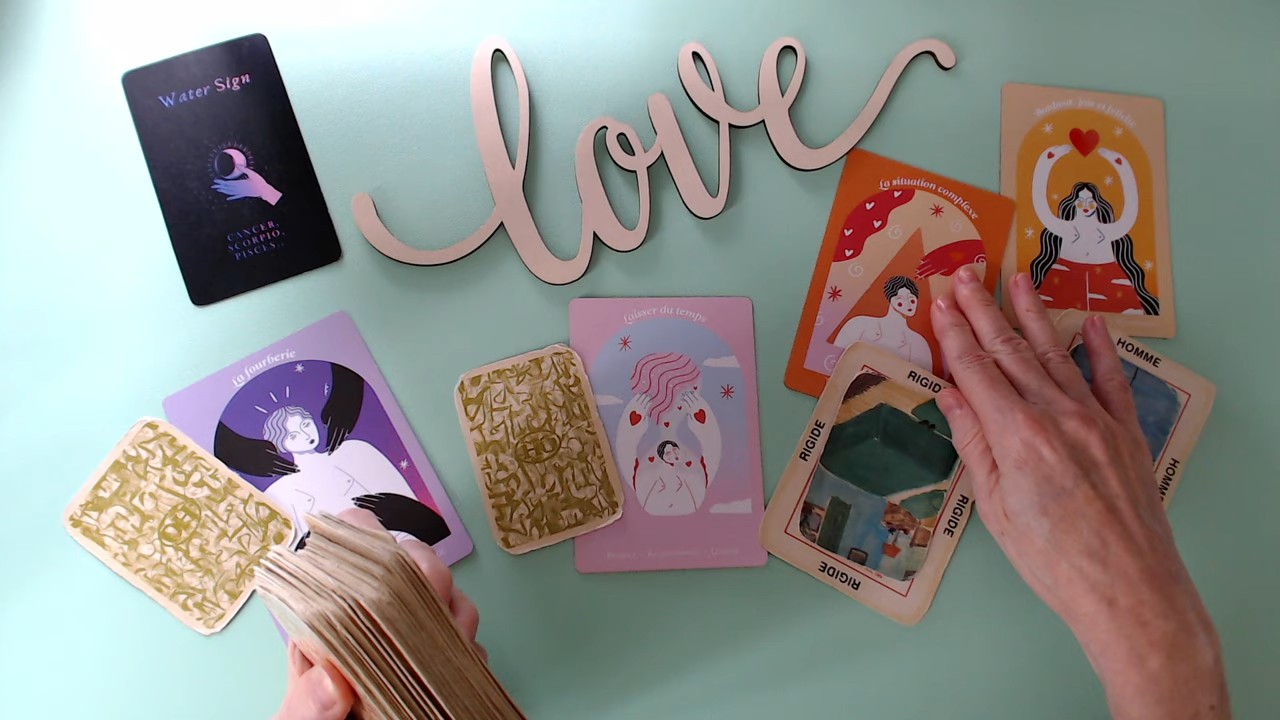 Water Sign
CANCER,
SCORPIO,
PISCES..
love
Bonheur, joie et félicité
La situation complexe
La fourberie
Laisser du temps
RIGIDE
RIGIDE
RIGIDE
RIGIDE
HOMME
HOMME